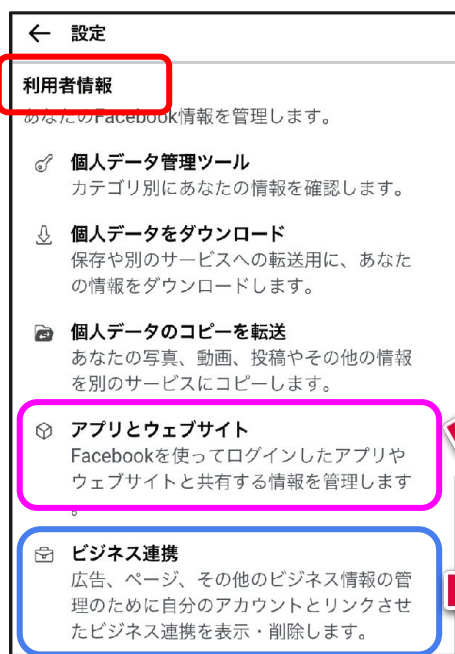 ← 設定
利用者情報
あなたのFacebook情報を管理します。
個人データ管理ツール
カテゴリ別にあなたの情報を確認します。
個人データをダウンロード
保存や別のサービスへの転送用に、あなた
の情報をダウンロードします。
個人データのコピーを転送
あなたの写真、動画、投稿やその他の情報
を別のサービスにコピーします。
アプリとウェブサイト
Facebookを使ってログインしたアプリや
ウェブサイトと共有する情報を管理します
。
ビジネス連携
広告、ページ、その他のビジネス情報の管
理のために自分のアカウントとリンクさせ
たビジネス連携を表示・削除します。